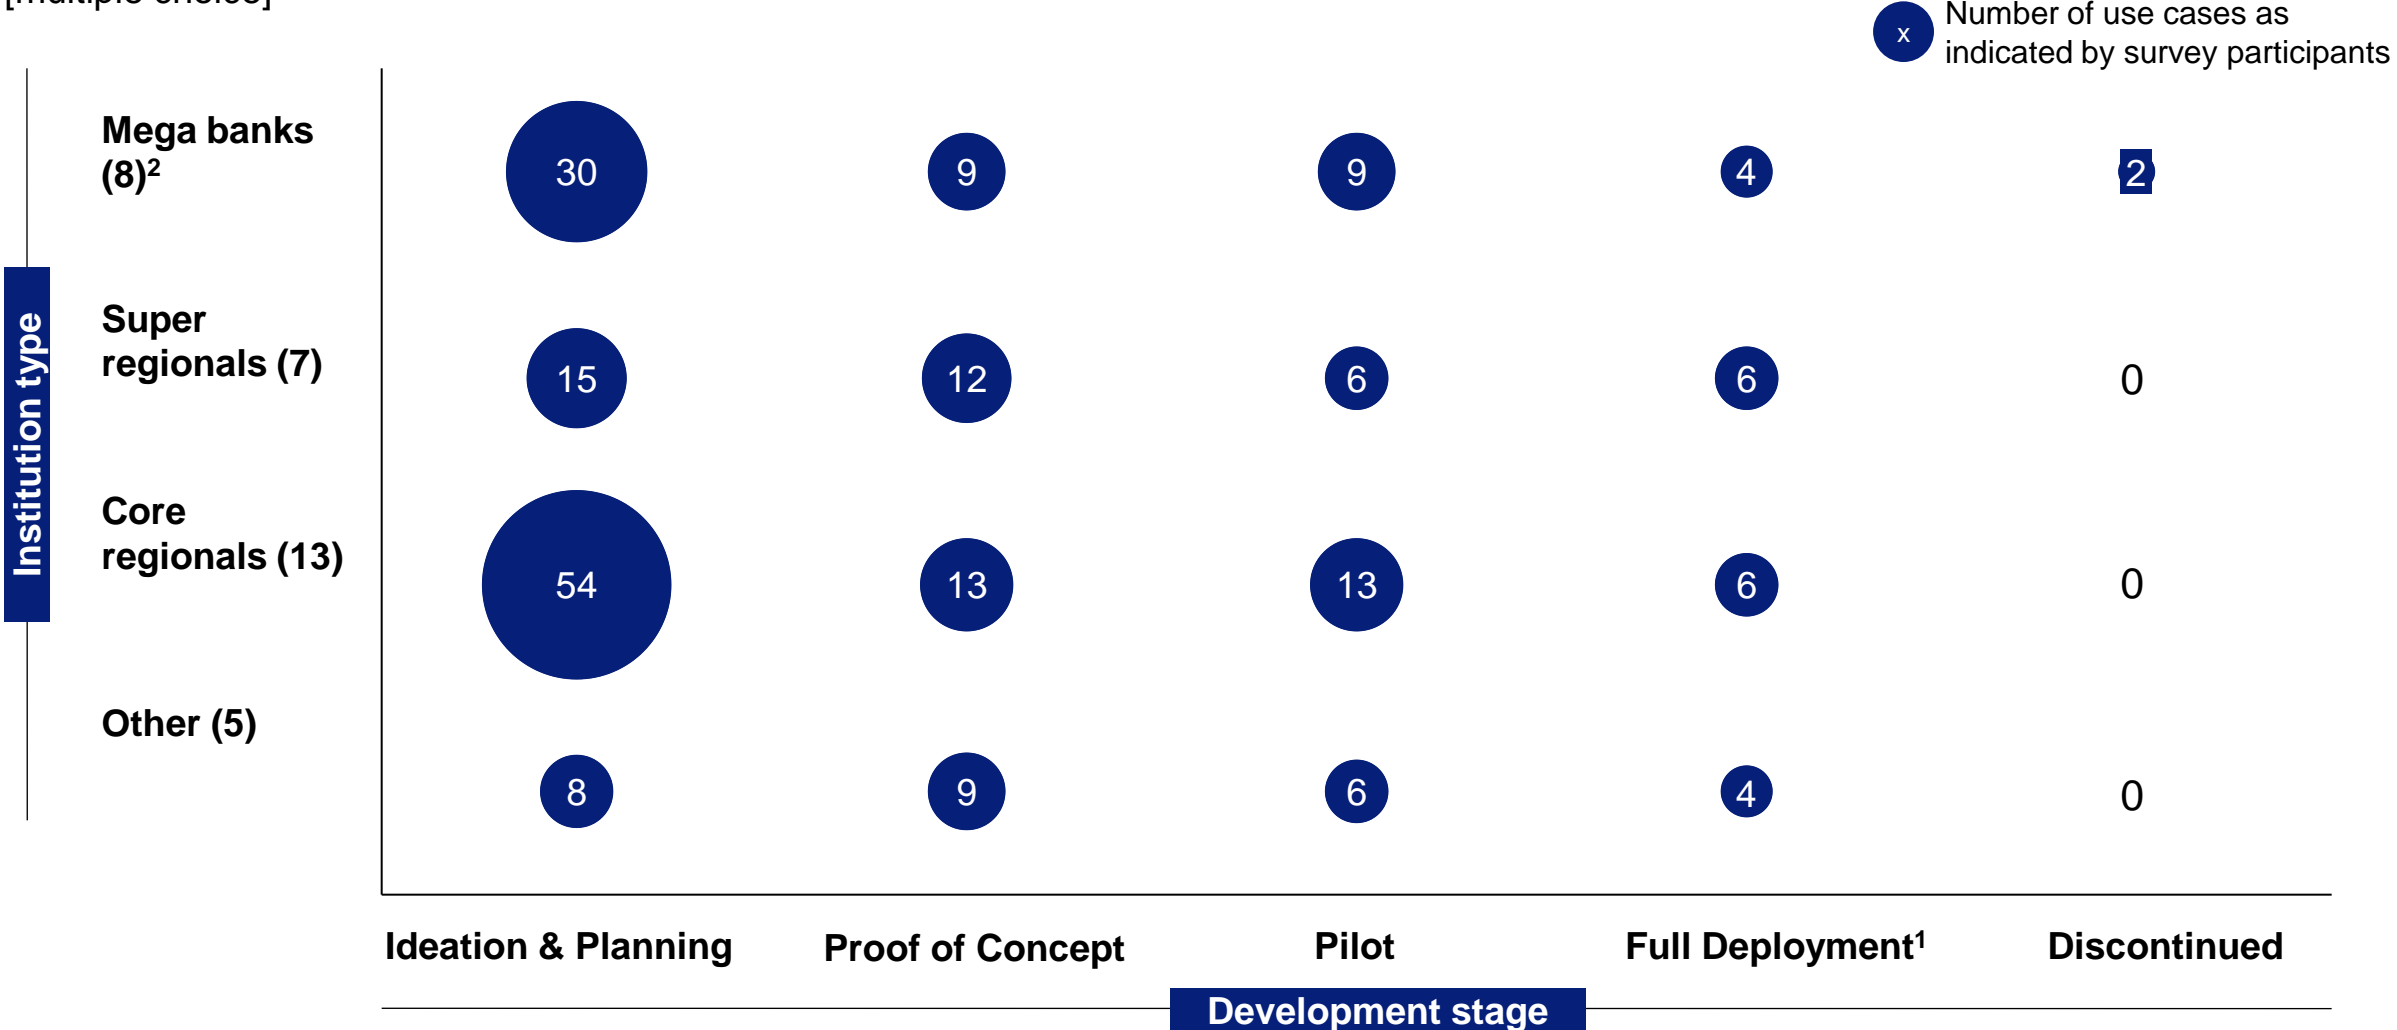 [multiple choice]
x
Number of use cases as
indicated by survey participants
Institution type
Mega banks
(8)²
30
9
9
4
2
Super
regionals (7)
15
12
6
6
0
Core
regionals (13)
54
13
13
6
0
Other (5)
8
9
6
4
0
Ideation & Planning
Proof of Concept
Pilot
Full Deployment¹
Discontinued
Development stage